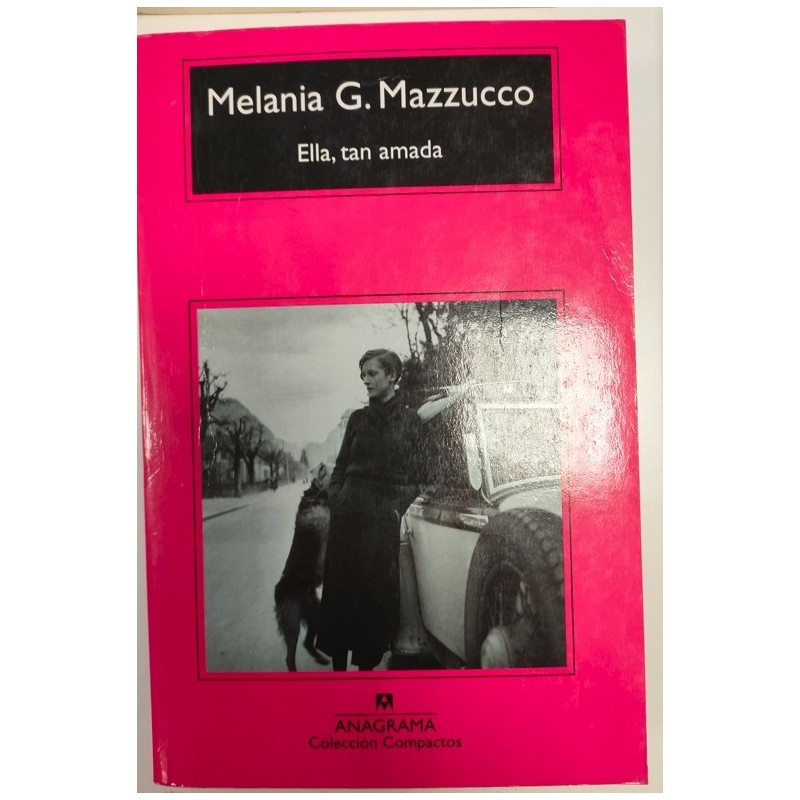 Melania G. Mazzucco
Ella, tan amada
ANAGRAMA
Colección Compactos